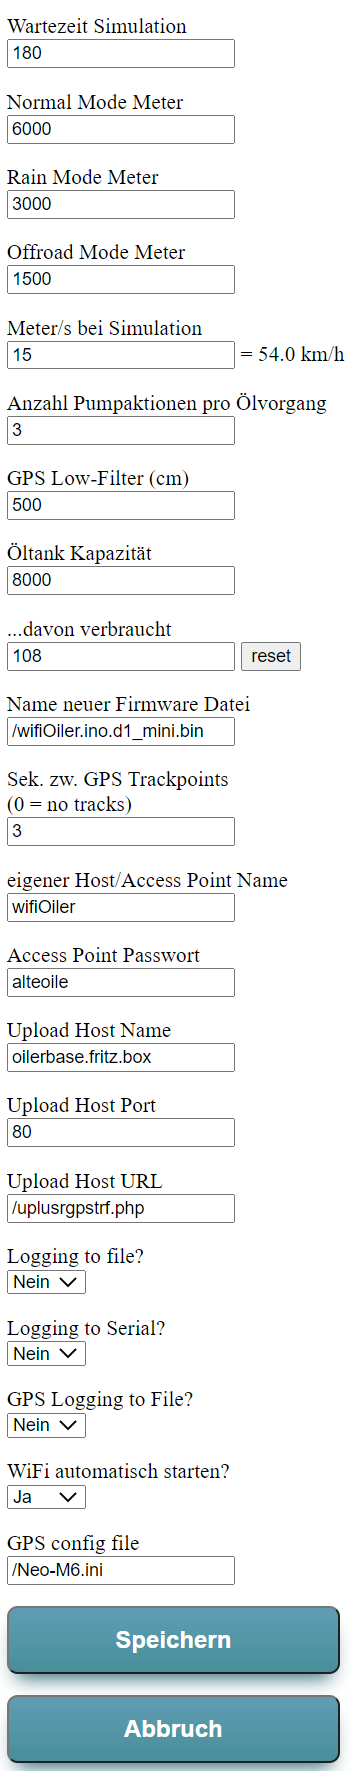 Wartezeit Simulation
180
Normal Mode Meter
6000
Rain Mode Meter
3000
Offroad Mode Meter
1500
Meter/s bei Simulation
15 = 54.0 km/h
Anzahl Pumpaktionen pro Ölvorgang
3
GPS Low-Filter (cm)
500
Öltank Kapazität
8000
...davon verbraucht
108 reset
Name neuer Firmware Datei
/wifiOiler.ino.d1_mini.bin
Sek. zw. GPS Trackpoints
(0 = no tracks)
3
eigener Host/Access Point Name
wifiOiler
Access Point Passwort
alteoile
Upload Host Name
oilerbase.fritz.box
Upload Host Port
80
Upload Host URL
/uplusrgpstrf.php
Logging to file?
Nein
Logging to Serial?
Nein
GPS Logging to File?
Nein
WiFi automatisch starten?
Ja
GPS config file
/Neo-M6.ini
Speichern
Abbruch